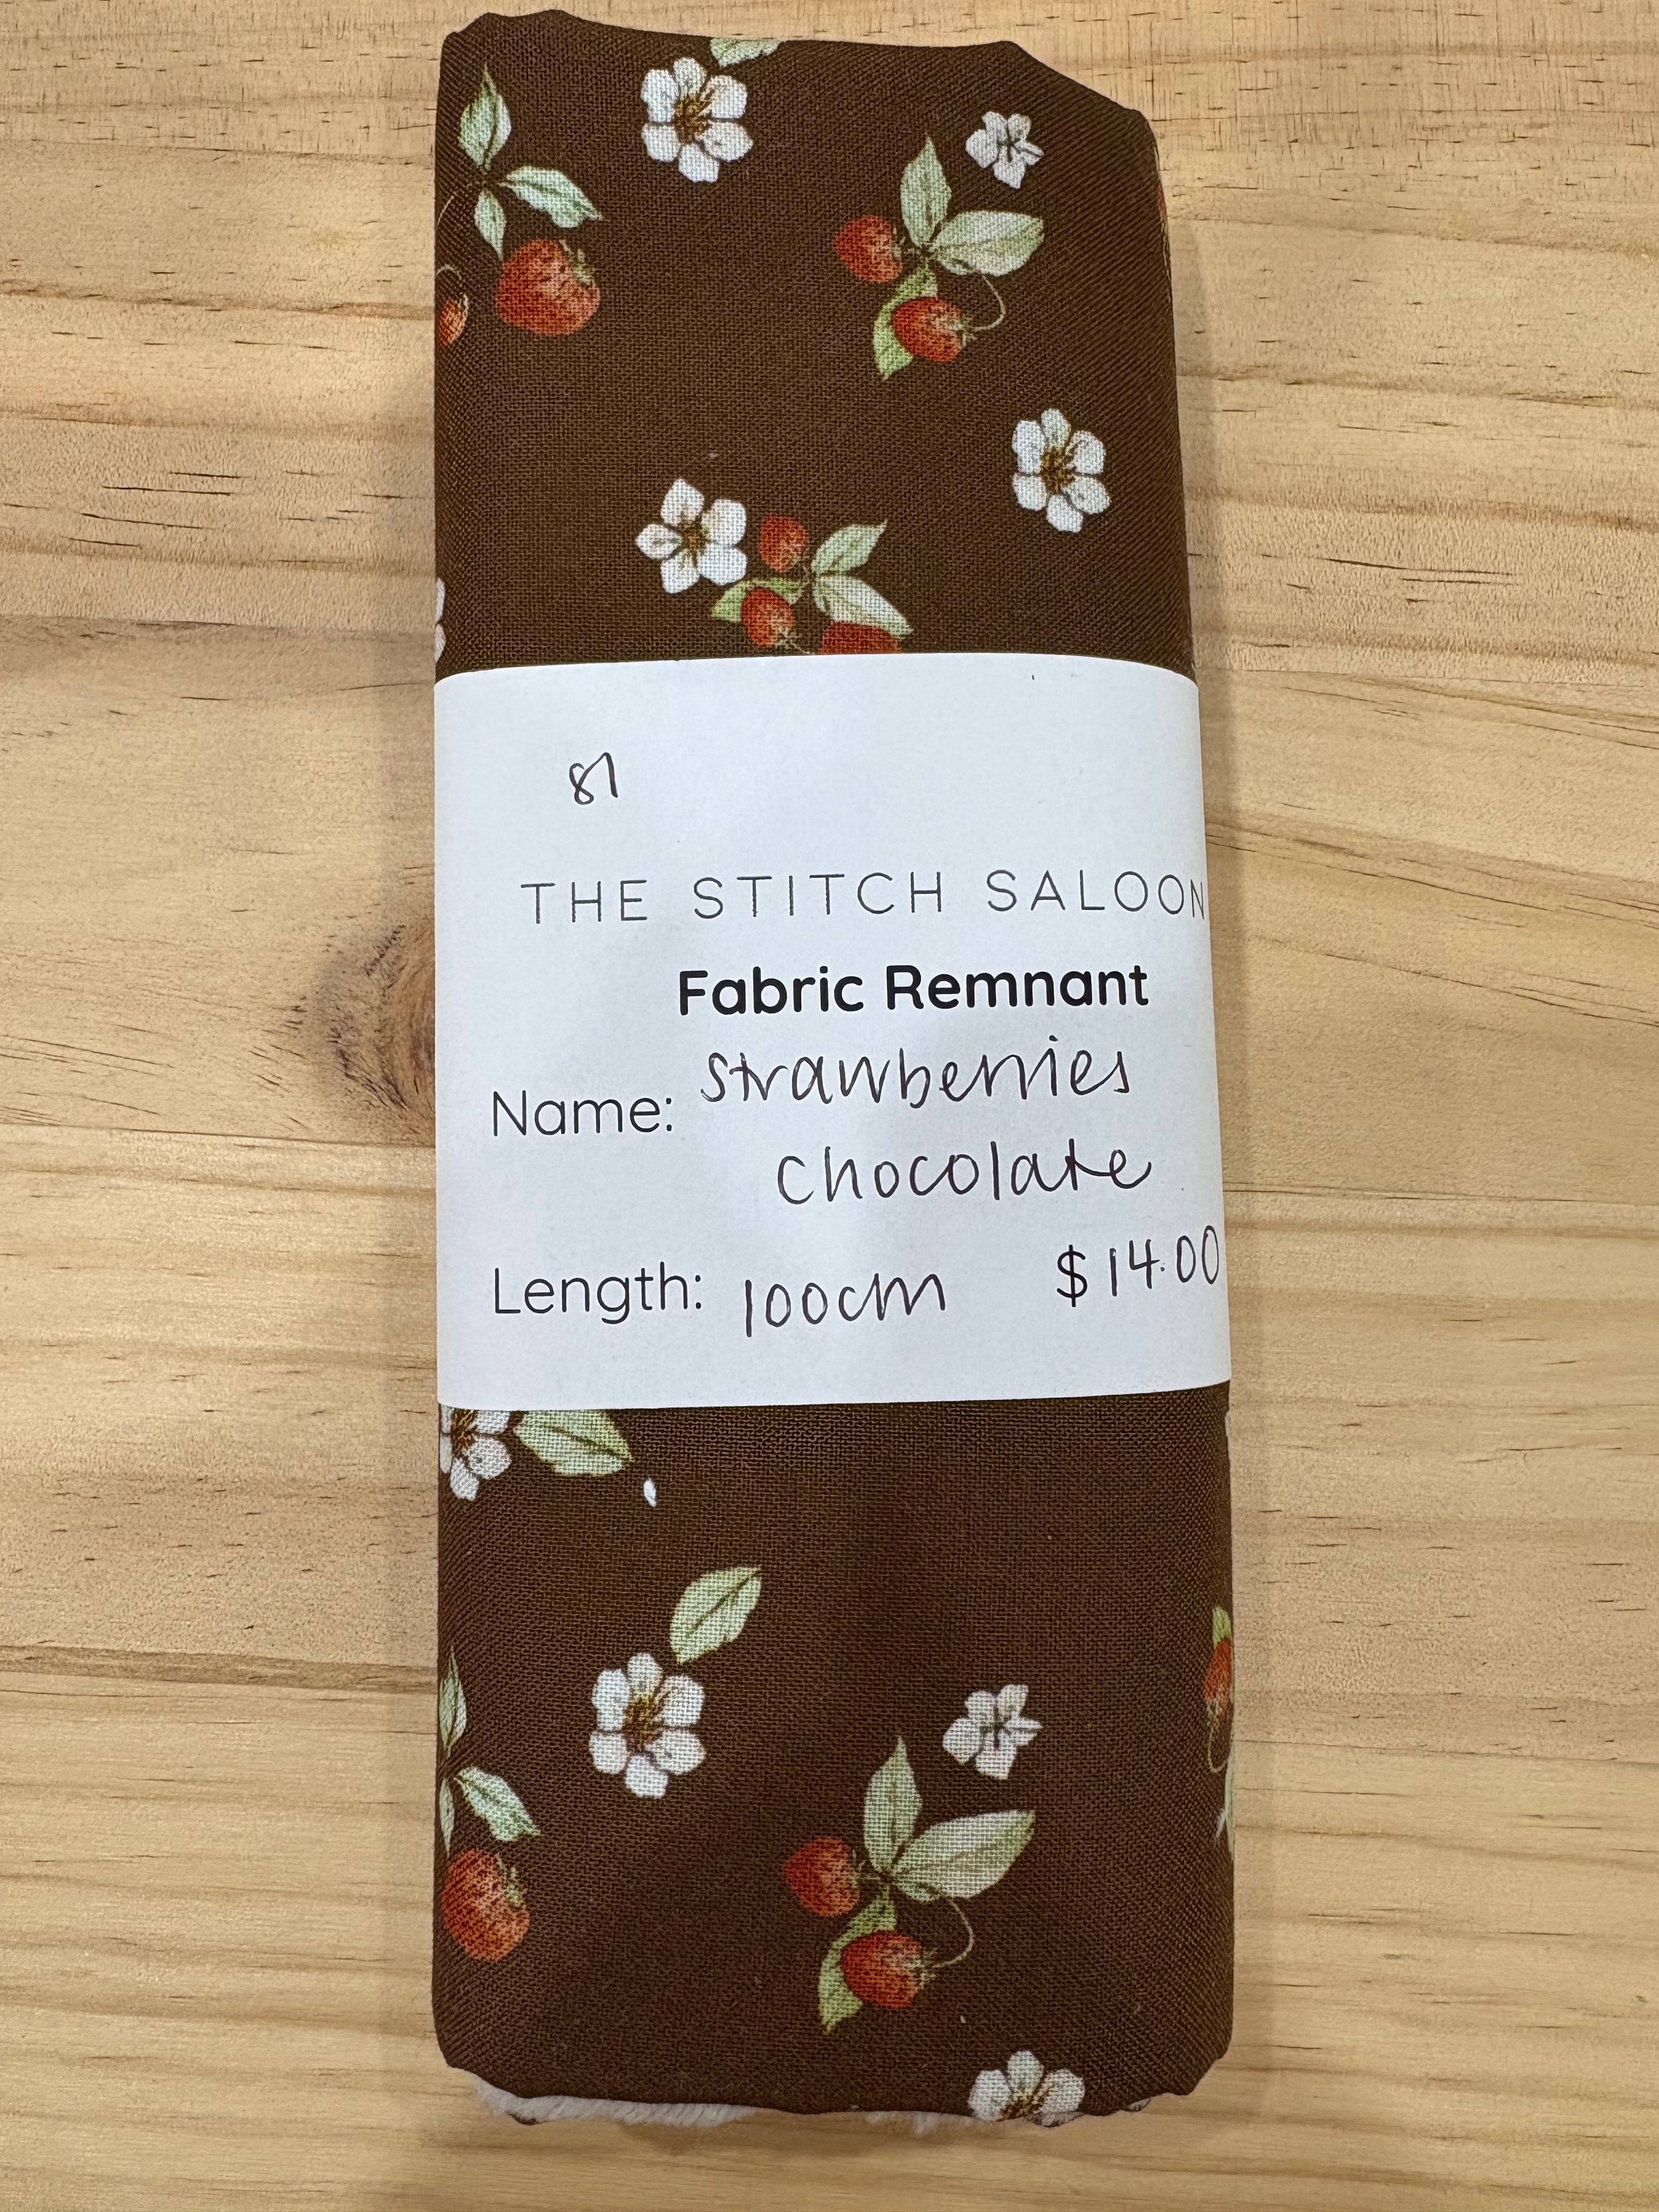 81
THE STITCH SALOON
Fabric Remnant
Name: strawberries
chocolate
Length: 100cm $14.00